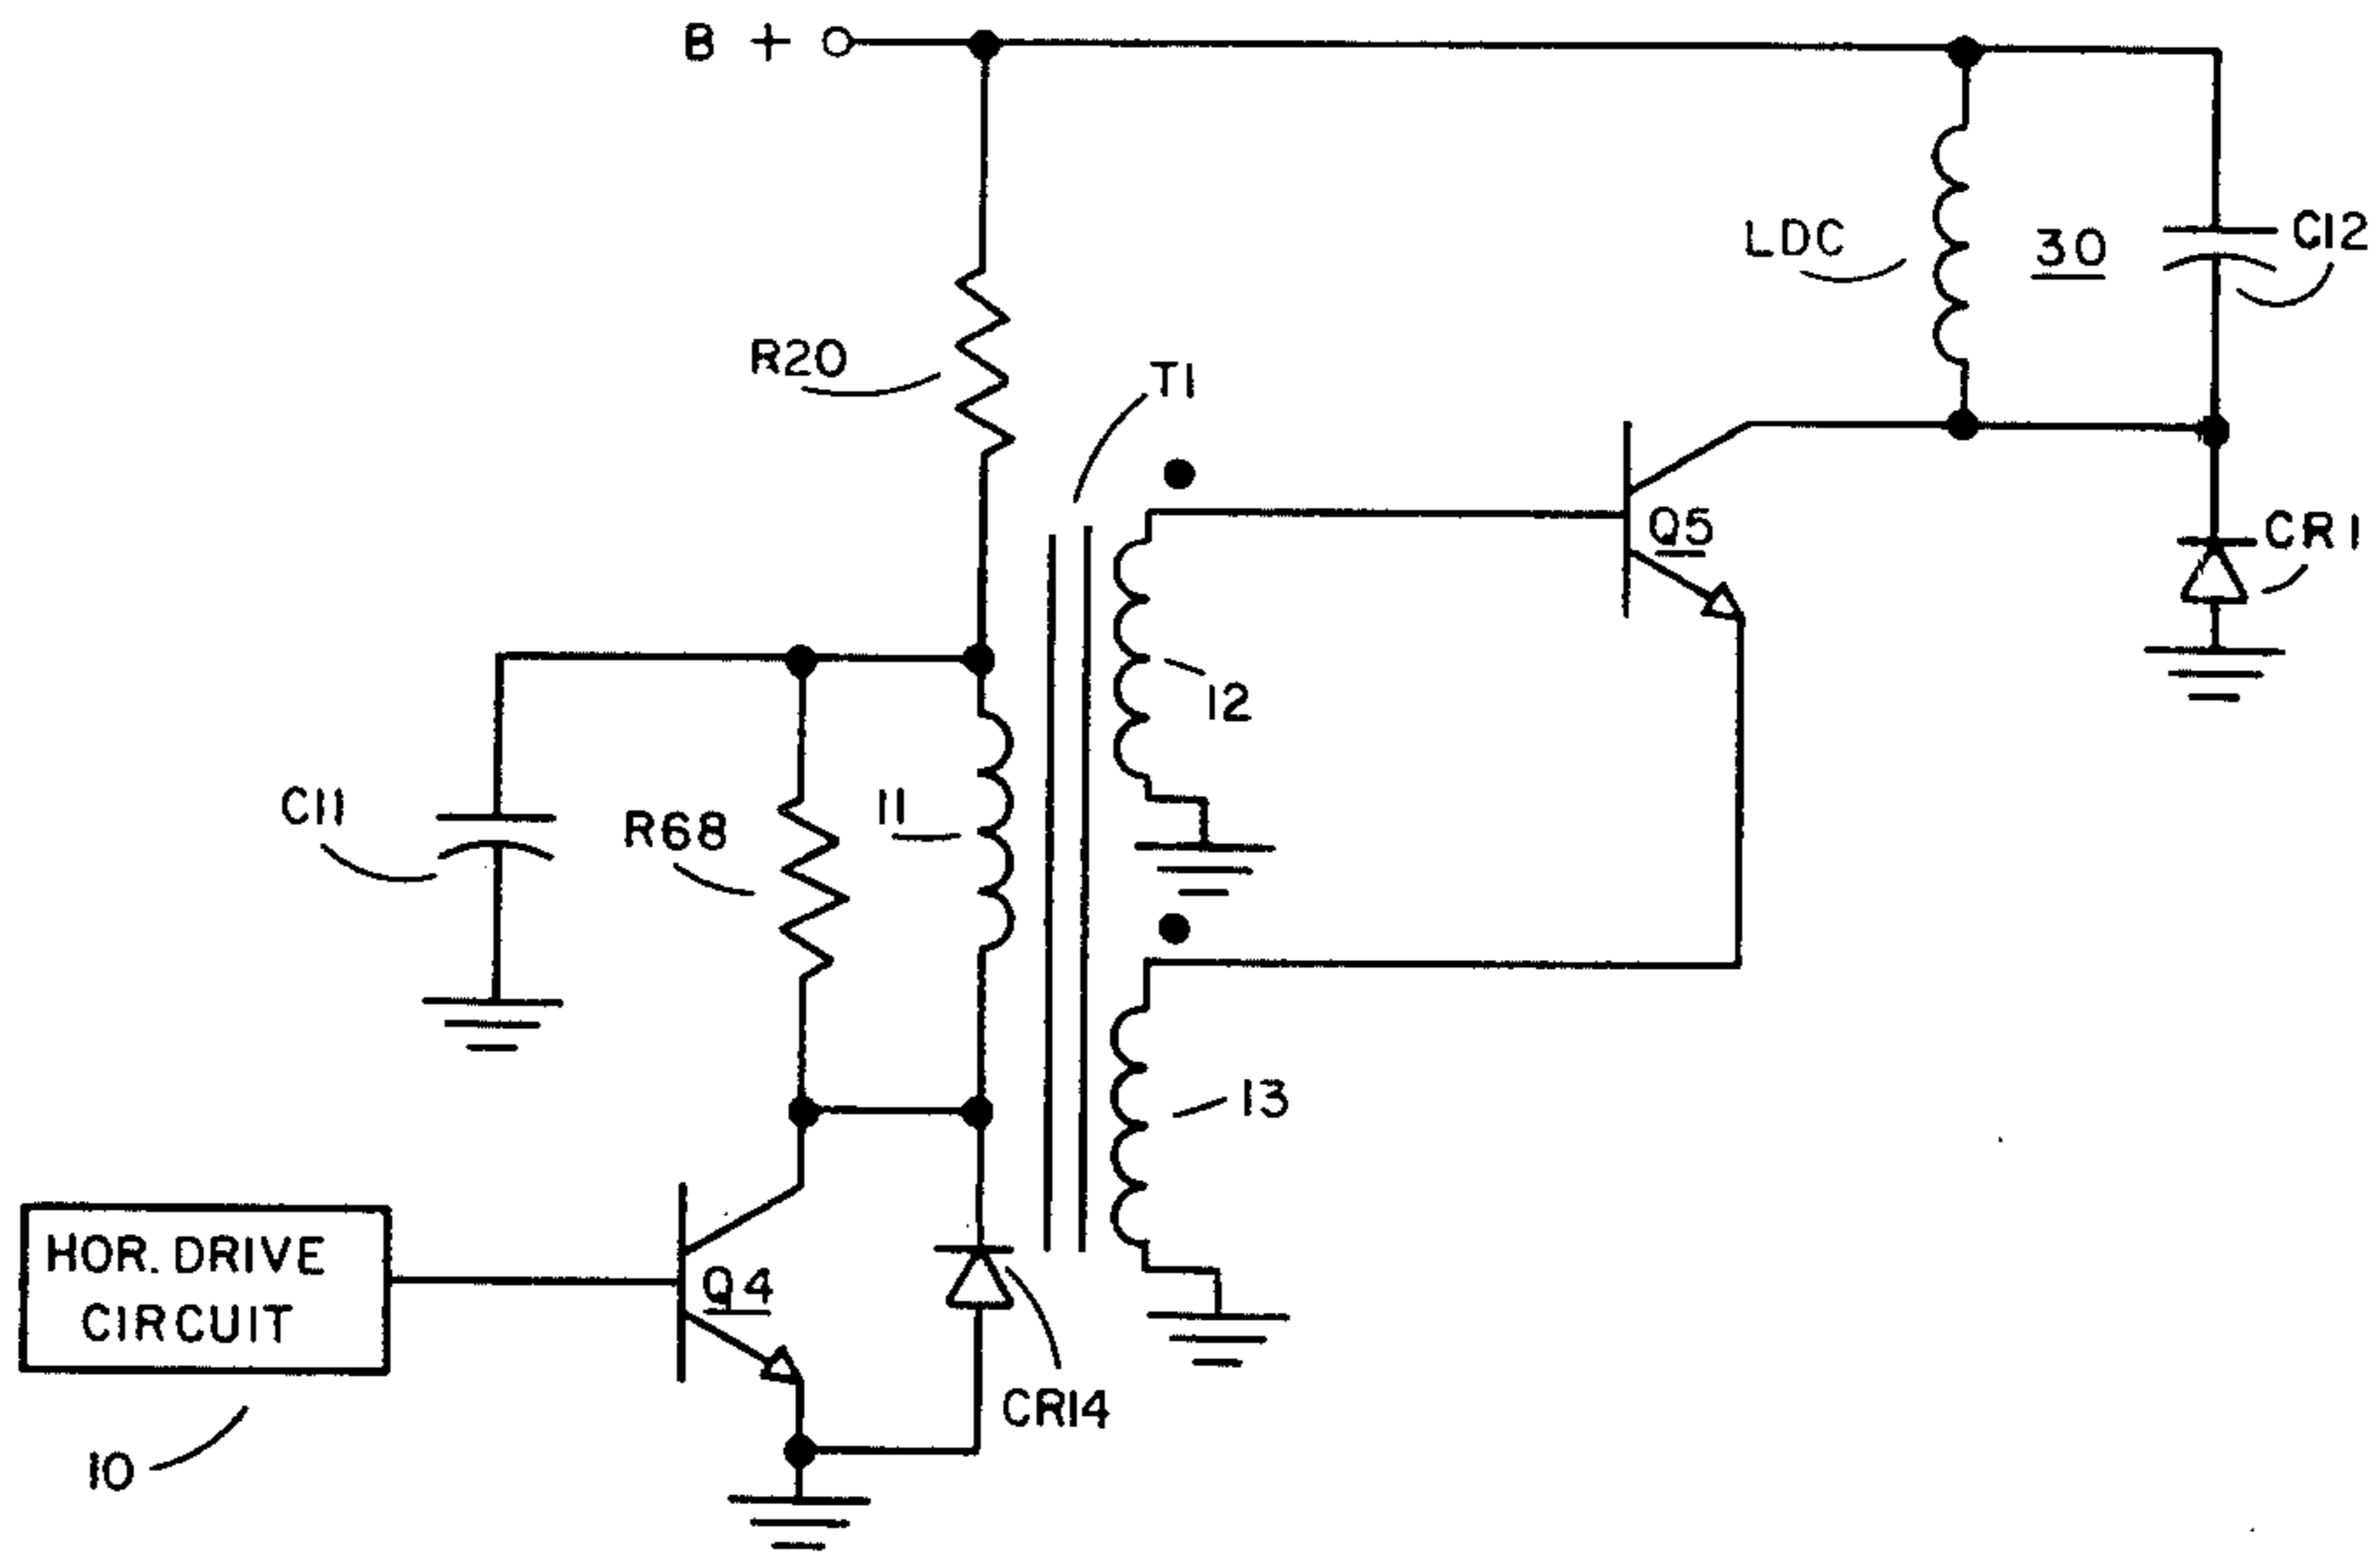 B +
LDC
30
C12
R20
T1
Q5
CR1
12
C11
R68
11
13
HOR. DRIVE
CIRCUIT
Q4
CR14
10